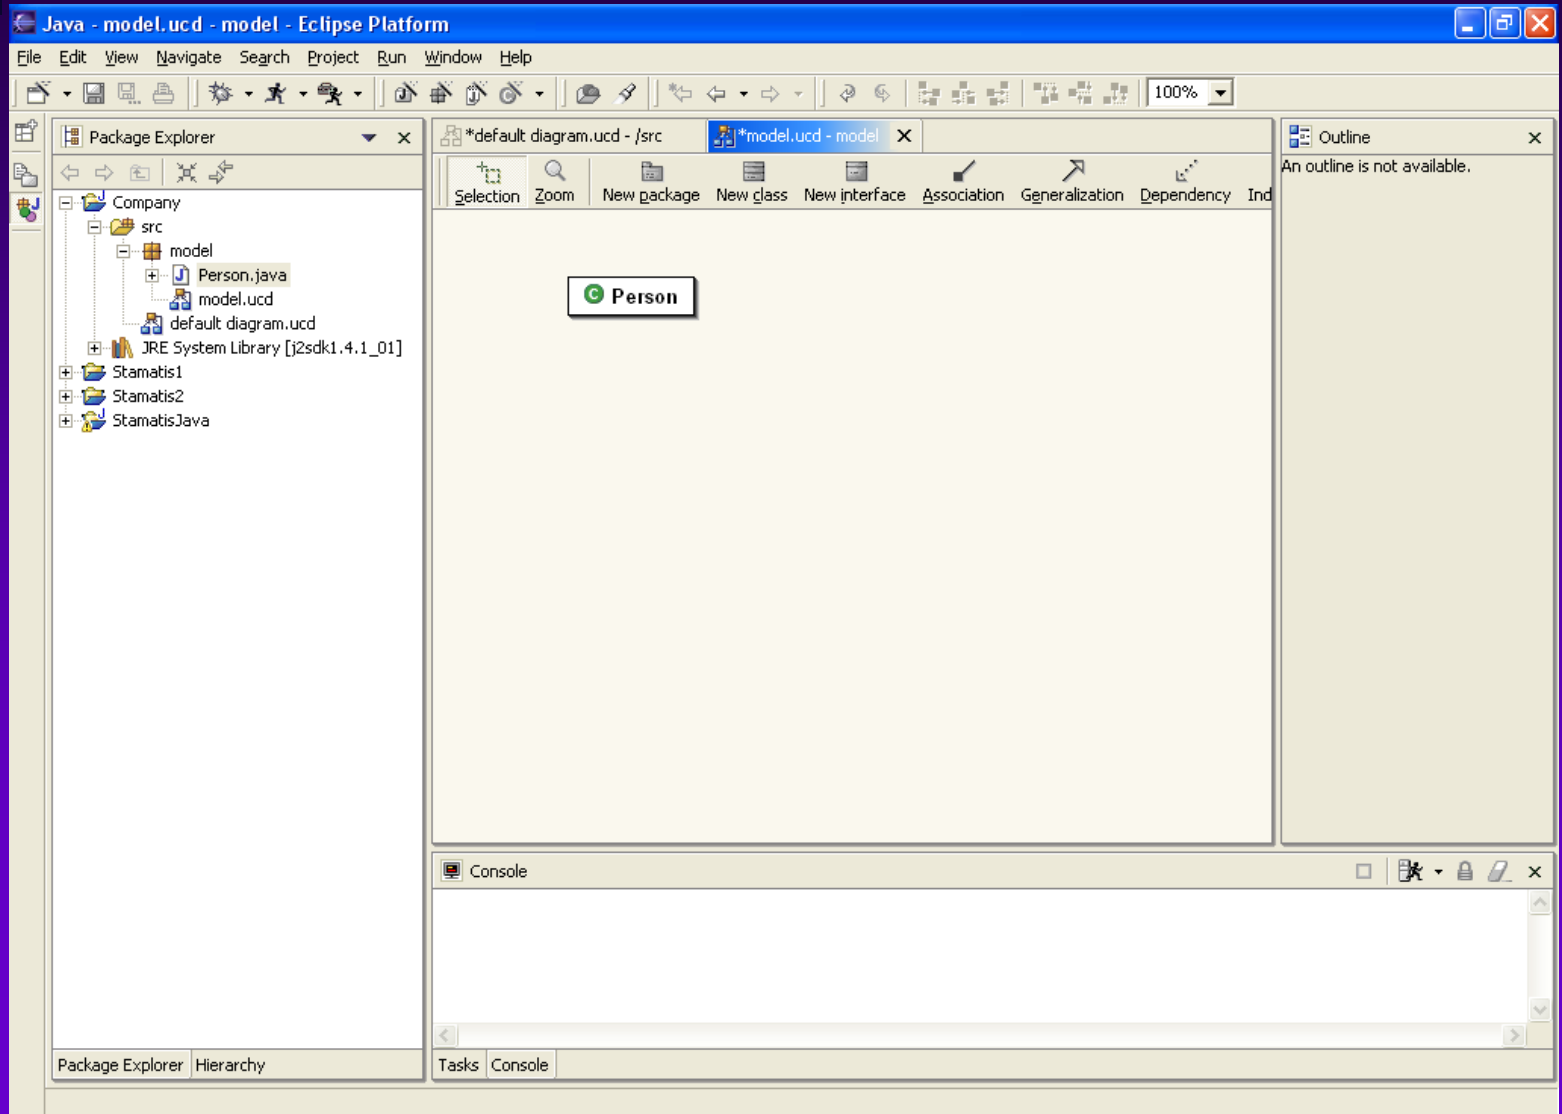 Java - model.ucd - model - Eclipse Platform
File Edit View Navigate Search Project Run Window Help
100%
Package Explorer
*default diagram.ucd - /src
*model.ucd - model
Outline
Selection Zoom New package New class New interface Association Generalization Dependency Ind
An outline is not available.
Company
src
model
Person.java
model.ucd
default diagram.ucd
JRE System Library [j2sdk1.4.1_01]
Stamatis1
Stamatis2
StamatisJava
Person
Console
Package Explorer Hierarchy
Tasks Console